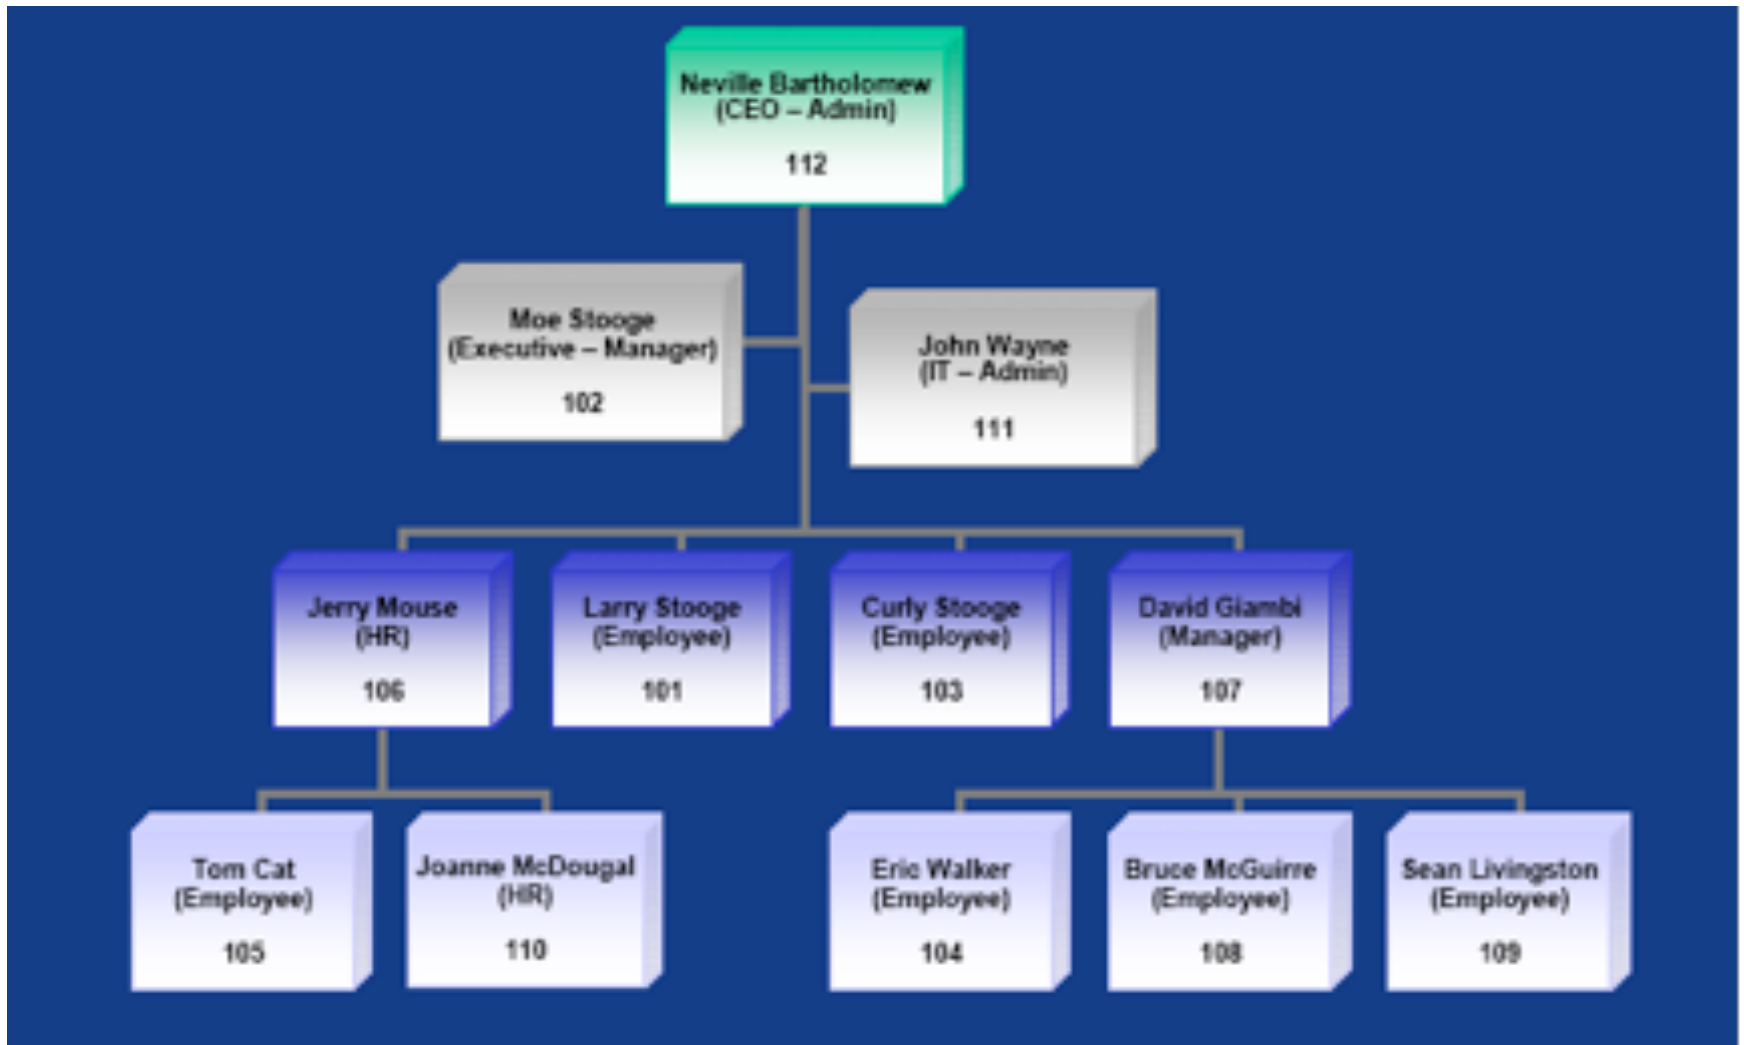 Neville Bartholomew
(CEO – Admin)
112
Moe Stooge
(Executive – Manager)
102
John Wayne
(IT – Admin)
111
Jerry Mouse
(HR)
106
Larry Stooge
(Employee)
101
Curly Stooge
(Employee)
103
David Giambi
(Manager)
107
Tom Cat
(Employee)
105
Joanne McDougal
(HR)
110
Eric Walker
(Employee)
104
Bruce McGuirre
(Employee)
108
Sean Livingston
(Employee)
109